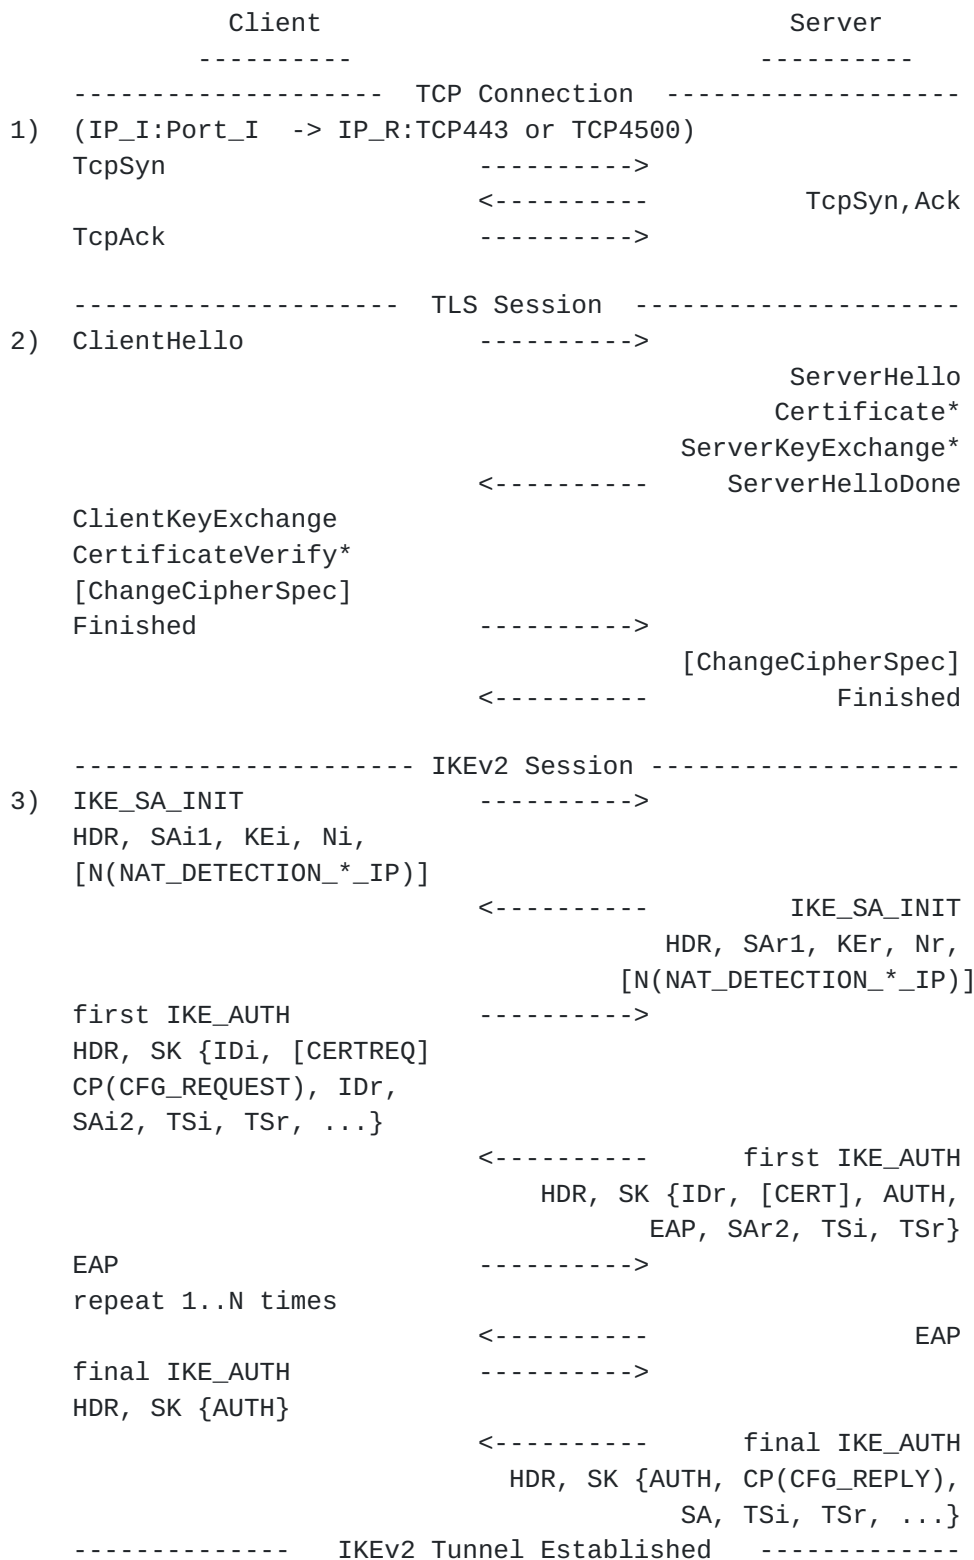 Client                              Server
----------                          ----------
--------------------  TCP Connection  -------------------
1)  (IP_I:Port_I  -> IP_R:TCP443 or TCP4500)
TcpSyn                    ----------->
<-----------          TcpSyn,Ack
TcpAck                    ----------->
---------------------  TLS Session  ---------------------
2)  ClientHello               ----------->
ServerHello
Certificate*
ServerKeyExchange*
<-----------     ServerHelloDone
ClientKeyExchange
CertificateVerify*
[ChangeCipherSpec]
Finished                  ----------->
[ChangeCipherSpec]
<-----------            Finished
---------------------- IKEv2 Session --------------------
3)  IKE_SA_INIT               ----------->
HDR, SAi1, KEi, Ni,
[N(NAT_DETECTION_*_IP)]
<-----------         IKE_SA_INIT
HDR, SAr1, KEr, Nr,
[N(NAT_DETECTION_*_IP)]
first IKE_AUTH            ----------->
HDR, SK {IDi, [CERTREQ]
CP(CFG_REQUEST), IDr,
SAi2, TSi, TSr, ...}
<-----------      first IKE_AUTH
HDR, SK {IDr, [CERT], AUTH,
EAP, SAr2, TSi, TSr}
EAP                       ----------->
repeat 1..N times
<-----------                 EAP
final IKE_AUTH            ----------->
HDR, SK {AUTH}
<-----------      final IKE_AUTH
HDR, SK {AUTH, CP(CFG_REPLY),
SA, TSi, TSr, ...}
--------------   IKEv2 Tunnel Established   -------------